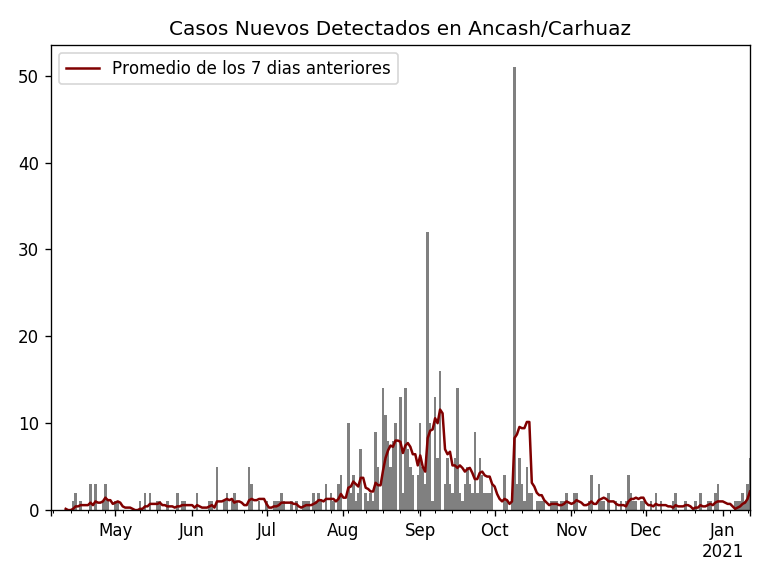 Casos Nuevos Detectados en Ancash/Carhuaz
Promedio de los 7 dias anteriores
50
40
30
20
10
0
May Jun Jul Aug Sep Oct Nov Dec Jan
2021